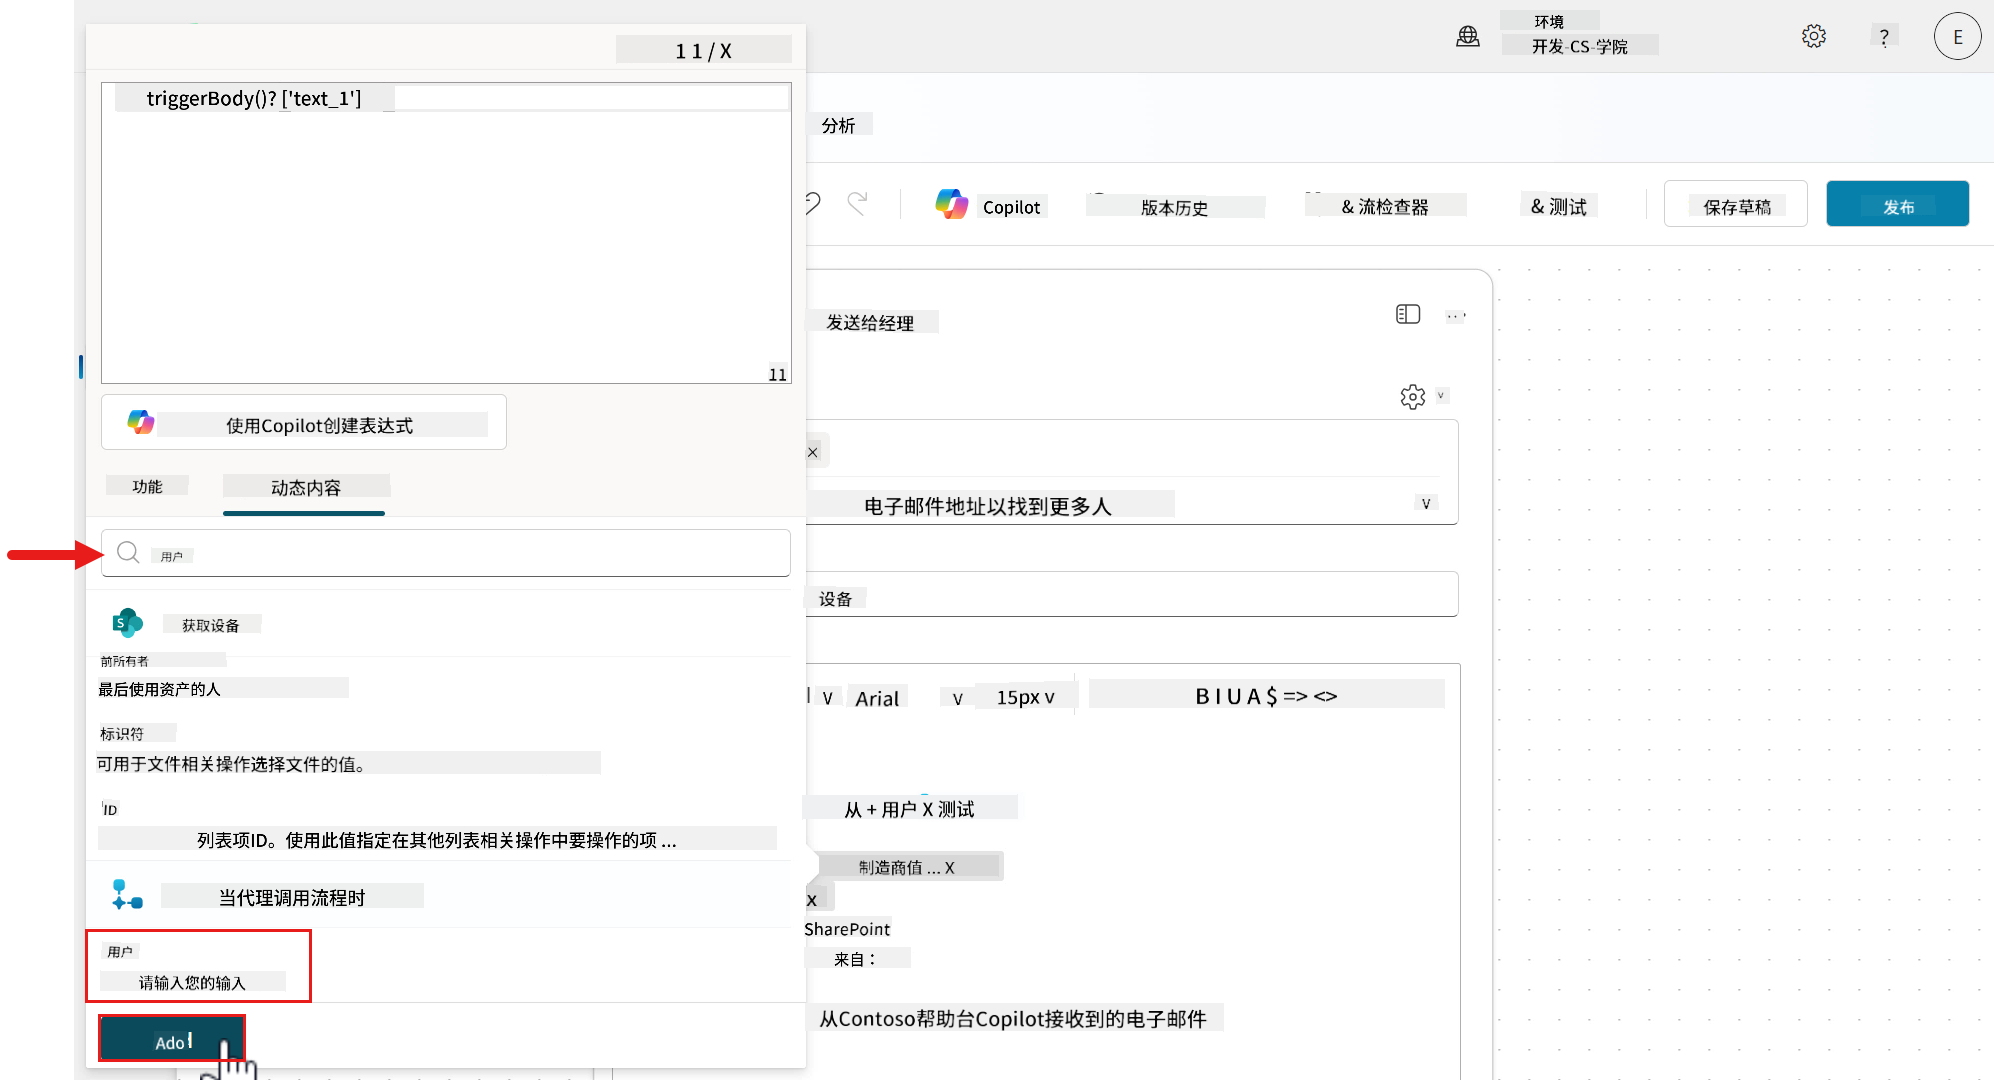 环境
开发-CS-学院
?
E
1 1 / X
triggerBody()? ['text_1']
11
使用Copilot创建表达式
功能
动态内容
用户
S
获取设备
前所有者
最后使用资产的人
标识符
可用于文件相关操作选择文件的值。
ID
列表项ID。使用此值指定在其他列表相关操作中要操作的项 ...
当代理调用流程时
用户
请输入您的输入
Ado
分析
Copilot
版本历史
& 流检查器
& 测试
保存草稿
发布
发送给经理
...
v
x
电子邮件地址以找到更多人
v
设备
v Arial v 15px v B I U A $ => <>
从 + 用户 X 测试
制造商值 ... X
x
SharePoint
来自：
从Contoso帮助台Copilot接收到的电子邮件